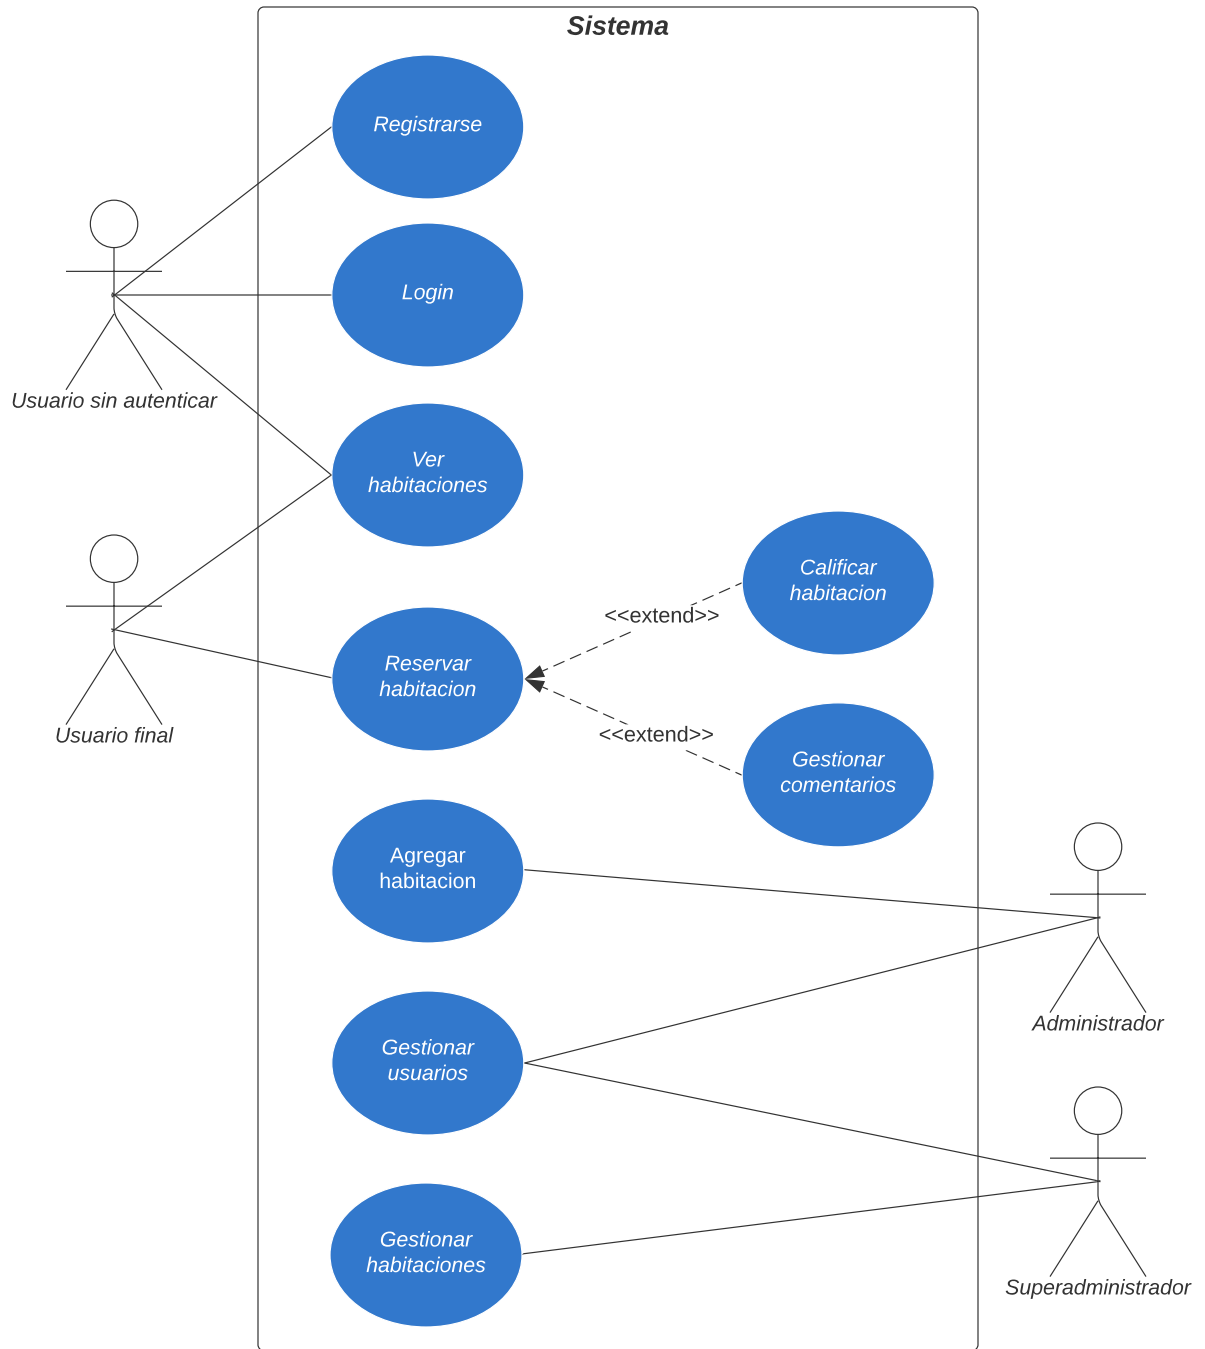 Sistema
Registrarse
Login
Usuario sin autenticar
Ver
habitaciones
Calificar
habitacion
<<extend>>
Reservar
habitacion
Usuario final
<<extend>>
Gestionar
comentarios
Agregar
habitacion
Administrador
Gestionar
usuarios
Gestionar
habitaciones
Superadministrador